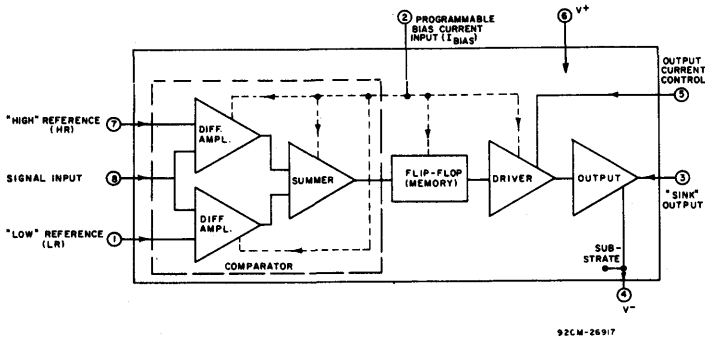 ② PROGRAMMABLE
BIAS CURRENT
INPUT (I BIAS)
⑥ V+
OUTPUT
CURRENT
CONTROL
⑤
"HIGH" REFERENCE
(HR)
⑦
DIFF.
AMPL.
SIGNAL INPUT
⑧
SUMMER
FLIP-FLOP
(MEMORY)
DRIVER
OUTPUT
③
"SINK"
OUTPUT
"LOW" REFERENCE
(LR)
①
DIFF
AMPL.
COMPARATOR
SUB-
STRATE
④
V-
92CM-26917